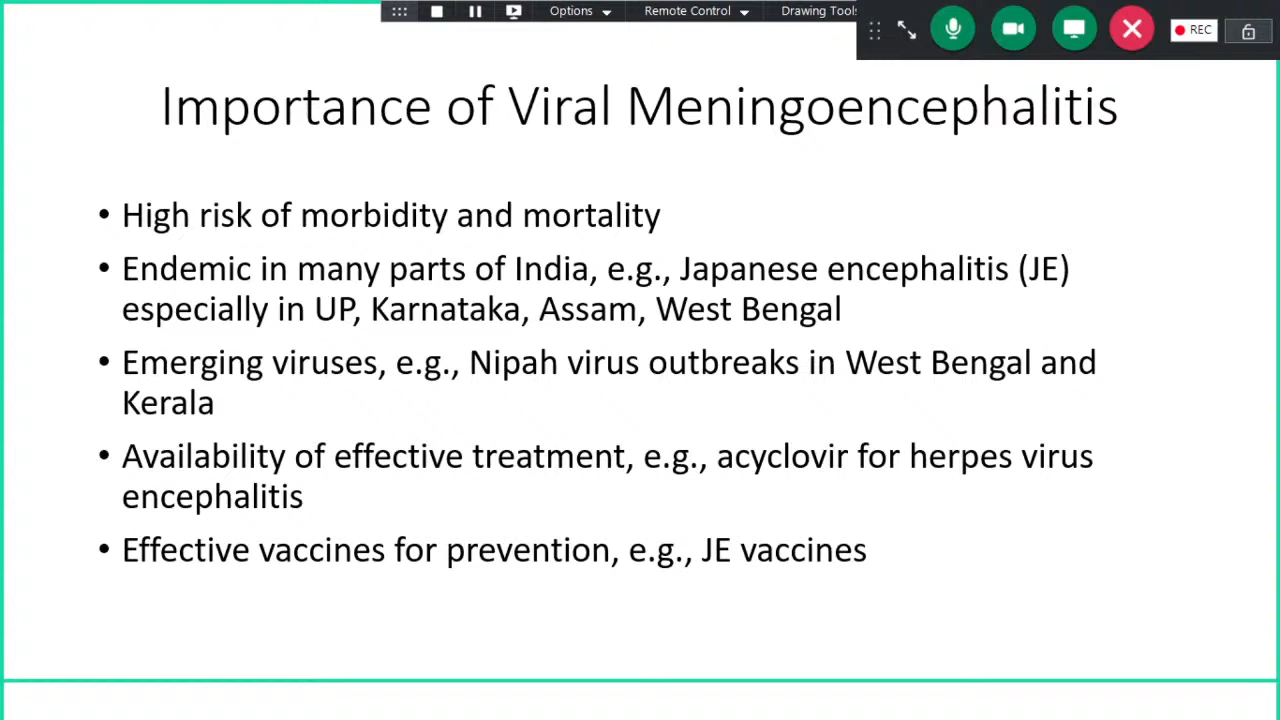 Options
Remote Control
Drawing Tools
REC
Importance of Viral Meningoencephalitis
• High risk of morbidity and mortality
• Endemic in many parts of India, e.g., Japanese encephalitis (JE)
especially in UP, Karnataka, Assam, West Bengal
• Emerging viruses, e.g., Nipah virus outbreaks in West Bengal and
Kerala
• Availability of effective treatment, e.g., acyclovir for herpes virus
encephalitis
• Effective vaccines for prevention, e.g., JE vaccines